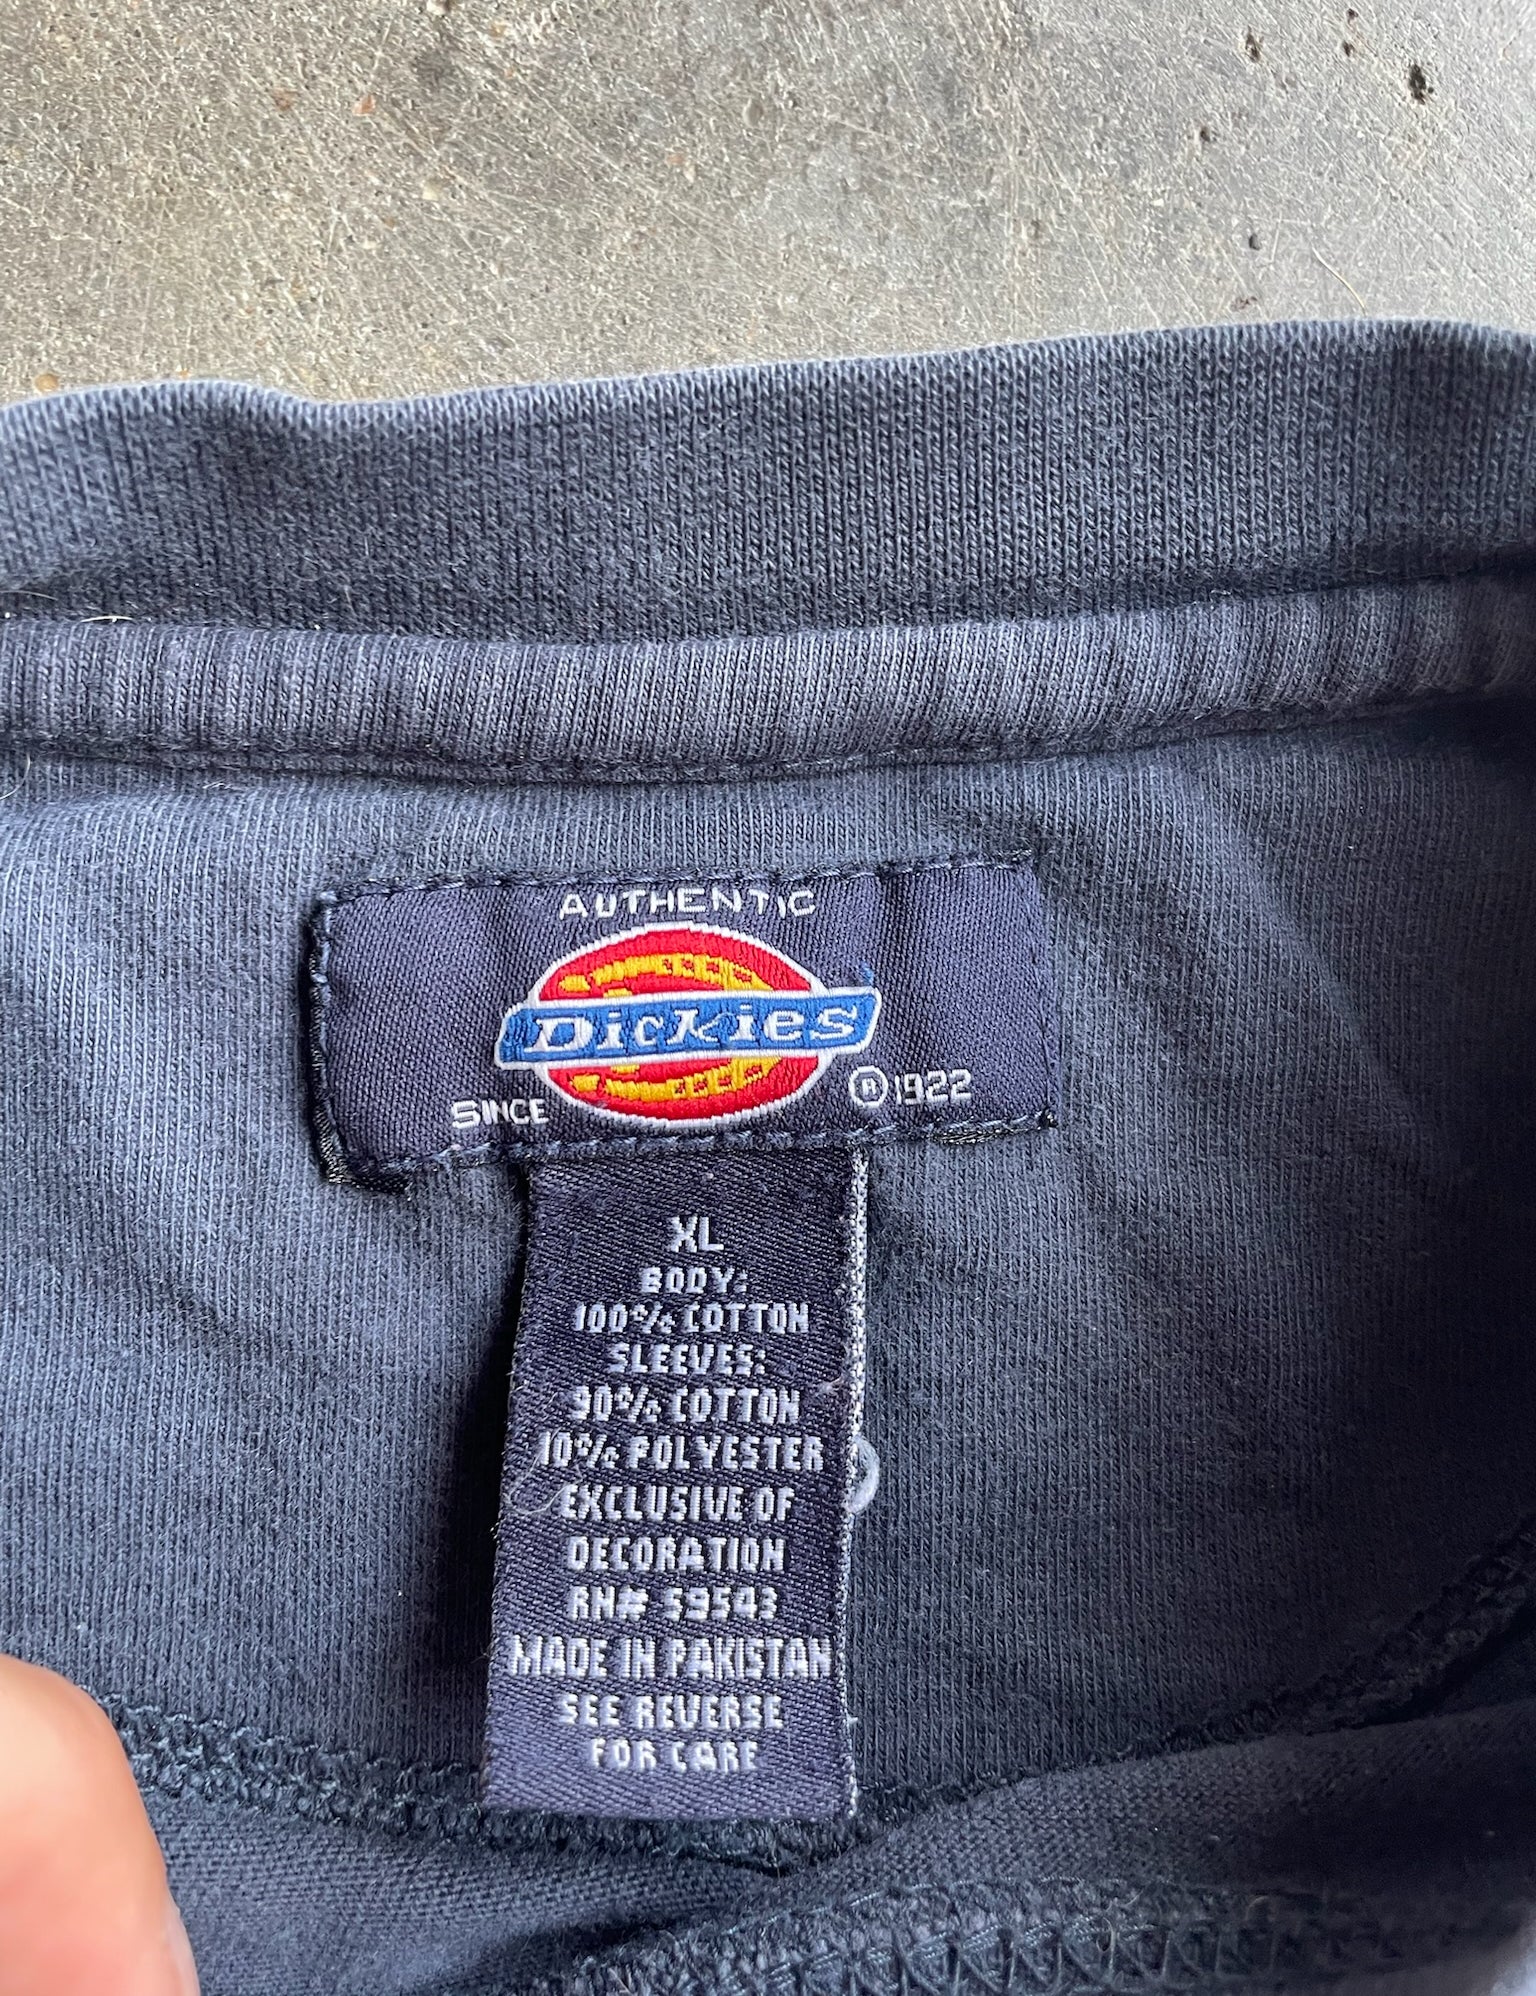 AUTHENTIC
Dickies
SINCE ® 1922
XL
BODY:
100% COTTON
SLEEVES:
90% COTTON
10% POLYESTER
EXCLUSIVE OF
DECORATION
RN# 59543
MADE IN PAKISTAN
SEE REVERSE
FOR CARE